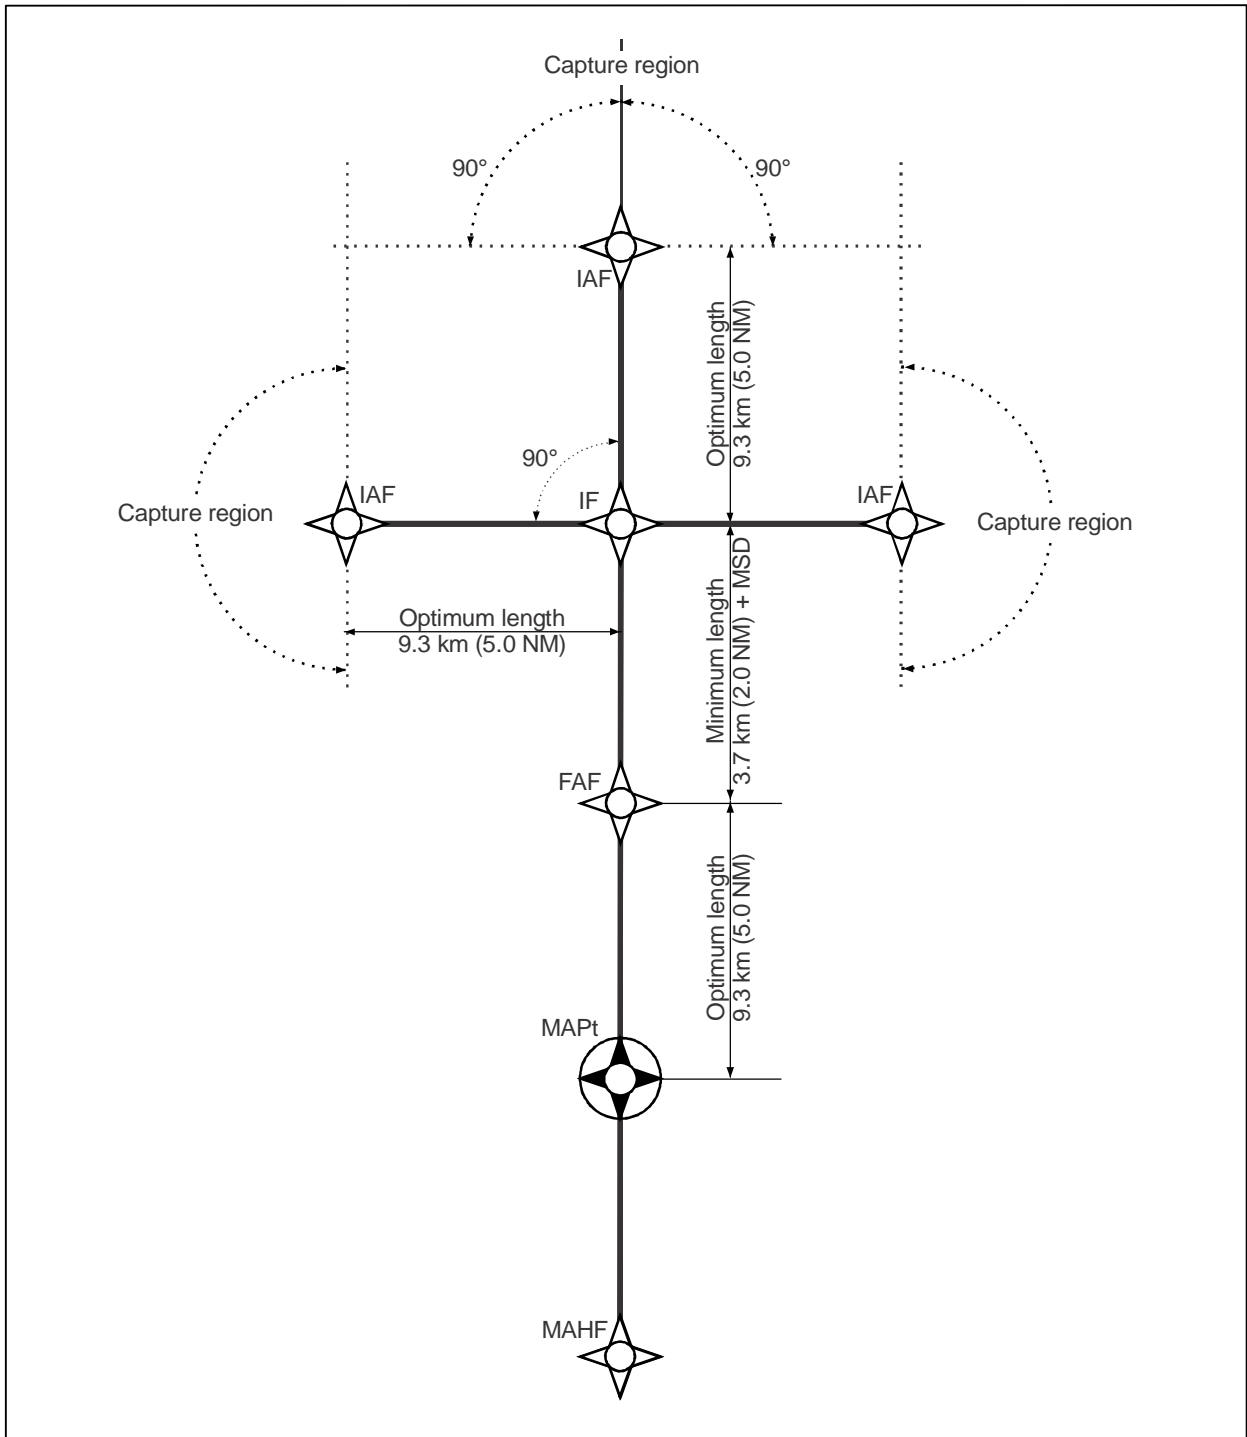 Capture region
90°
90°
IAF
Optimum length
9.3 km (5.0 NM)
90°
IAF
IF
IAF
Capture region
Capture region
Optimum length
9.3 km (5.0 NM)
Minimum length
3.7 km (2.0 NM) + MSD
FAF
Optimum length
9.3 km (5.0 NM)
MAPt
MAHF